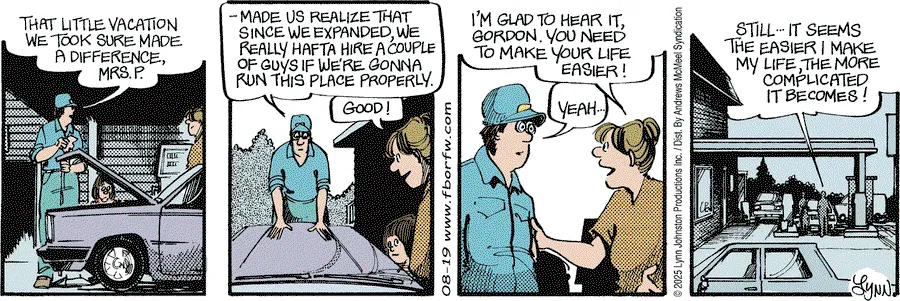 THAT LITTLE VACATION
WE TOOK SURE MADE
A DIFFERENCE,
MRS. P.
-MADE US REALIZE THAT
SINCE WE EXPANDED, WE
REALLY HAFTA HIRE A COUPLE
OF GUYS IF WE'RE GONNA
RUN THIS PLACE PROPERLY.
GOOD!
08-19 www.fborfw.com
I'M GLAD TO HEAR IT,
GORDON. YOU NEED
TO MAKE YOUR LIFE
EASIER!
YEAH...
© 2025 Lynn Johnston Productions Inc. / Dist. By Andrews McMeel Syndication
STILL... IT SEEMS
THE EASIER I MAKE
MY LIFE, THE MORE
COMPLICATED
IT BECOMES!
LYNN